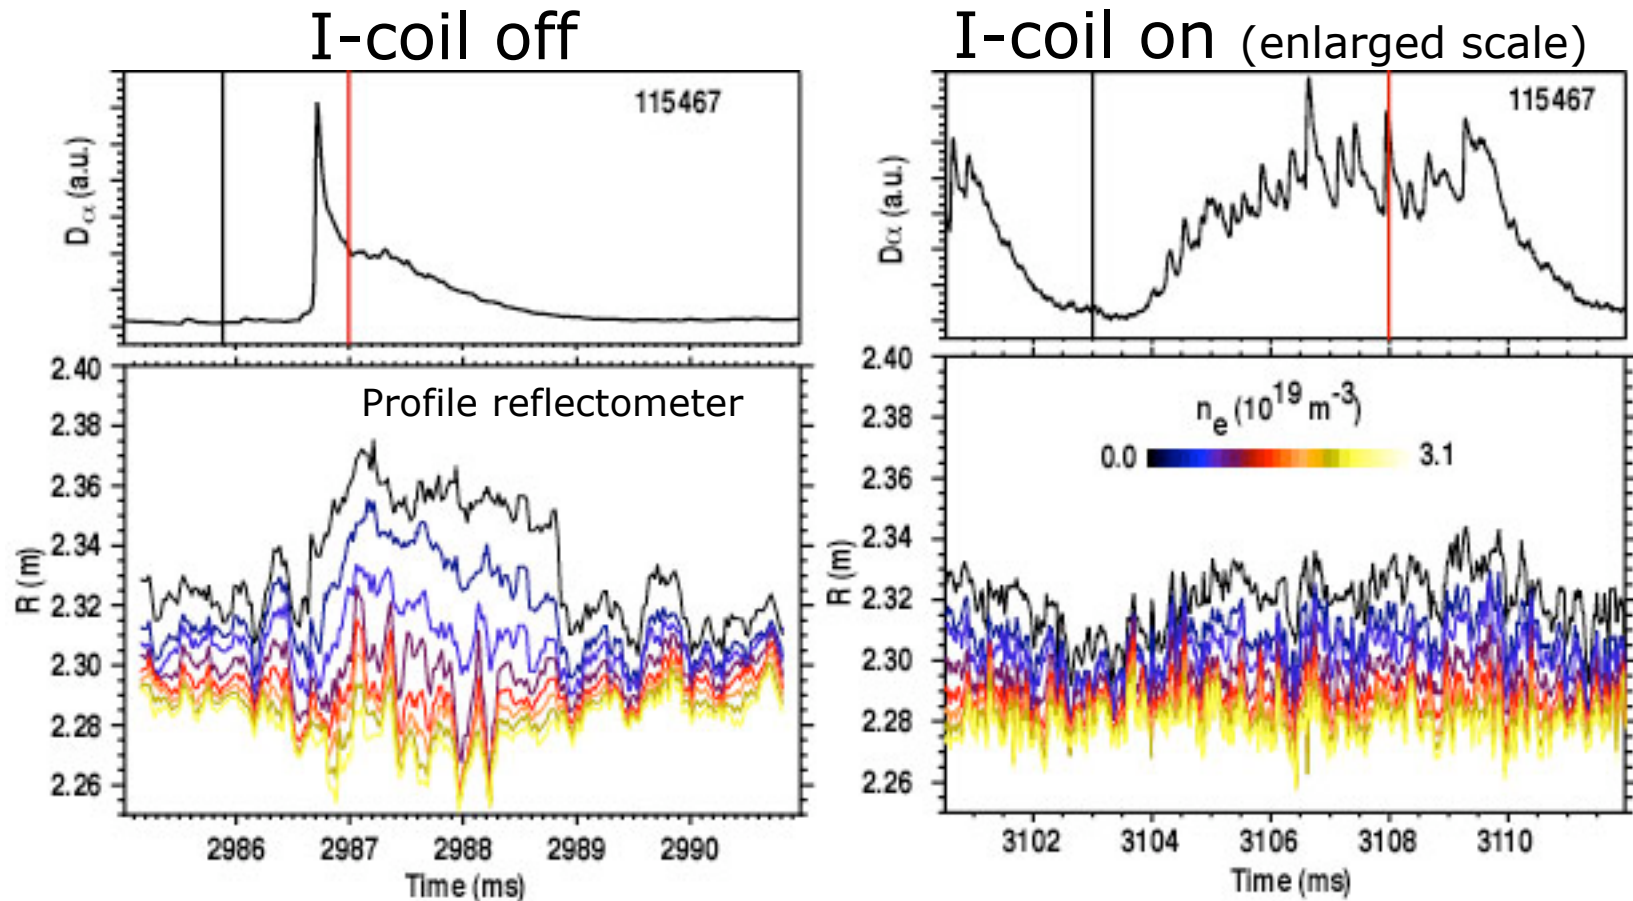 I-coil off
I-coil on (enlarged scale)
115467
115467
Dα (a.u.)
Dα (a.u.)
2.40
2.38
2.36
2.34
2.32
2.30
2.28
2.26
R (m)
Profile reflectometer
2986 2987 2988 2989 2990
Time (ms)
2.40
2.38
2.36
2.34
2.32
2.30
2.28
2.26
R (m)
ne (10^19 m^-3)
0.0 3.1
3102 3104 3106 3108 3110
Time (ms)